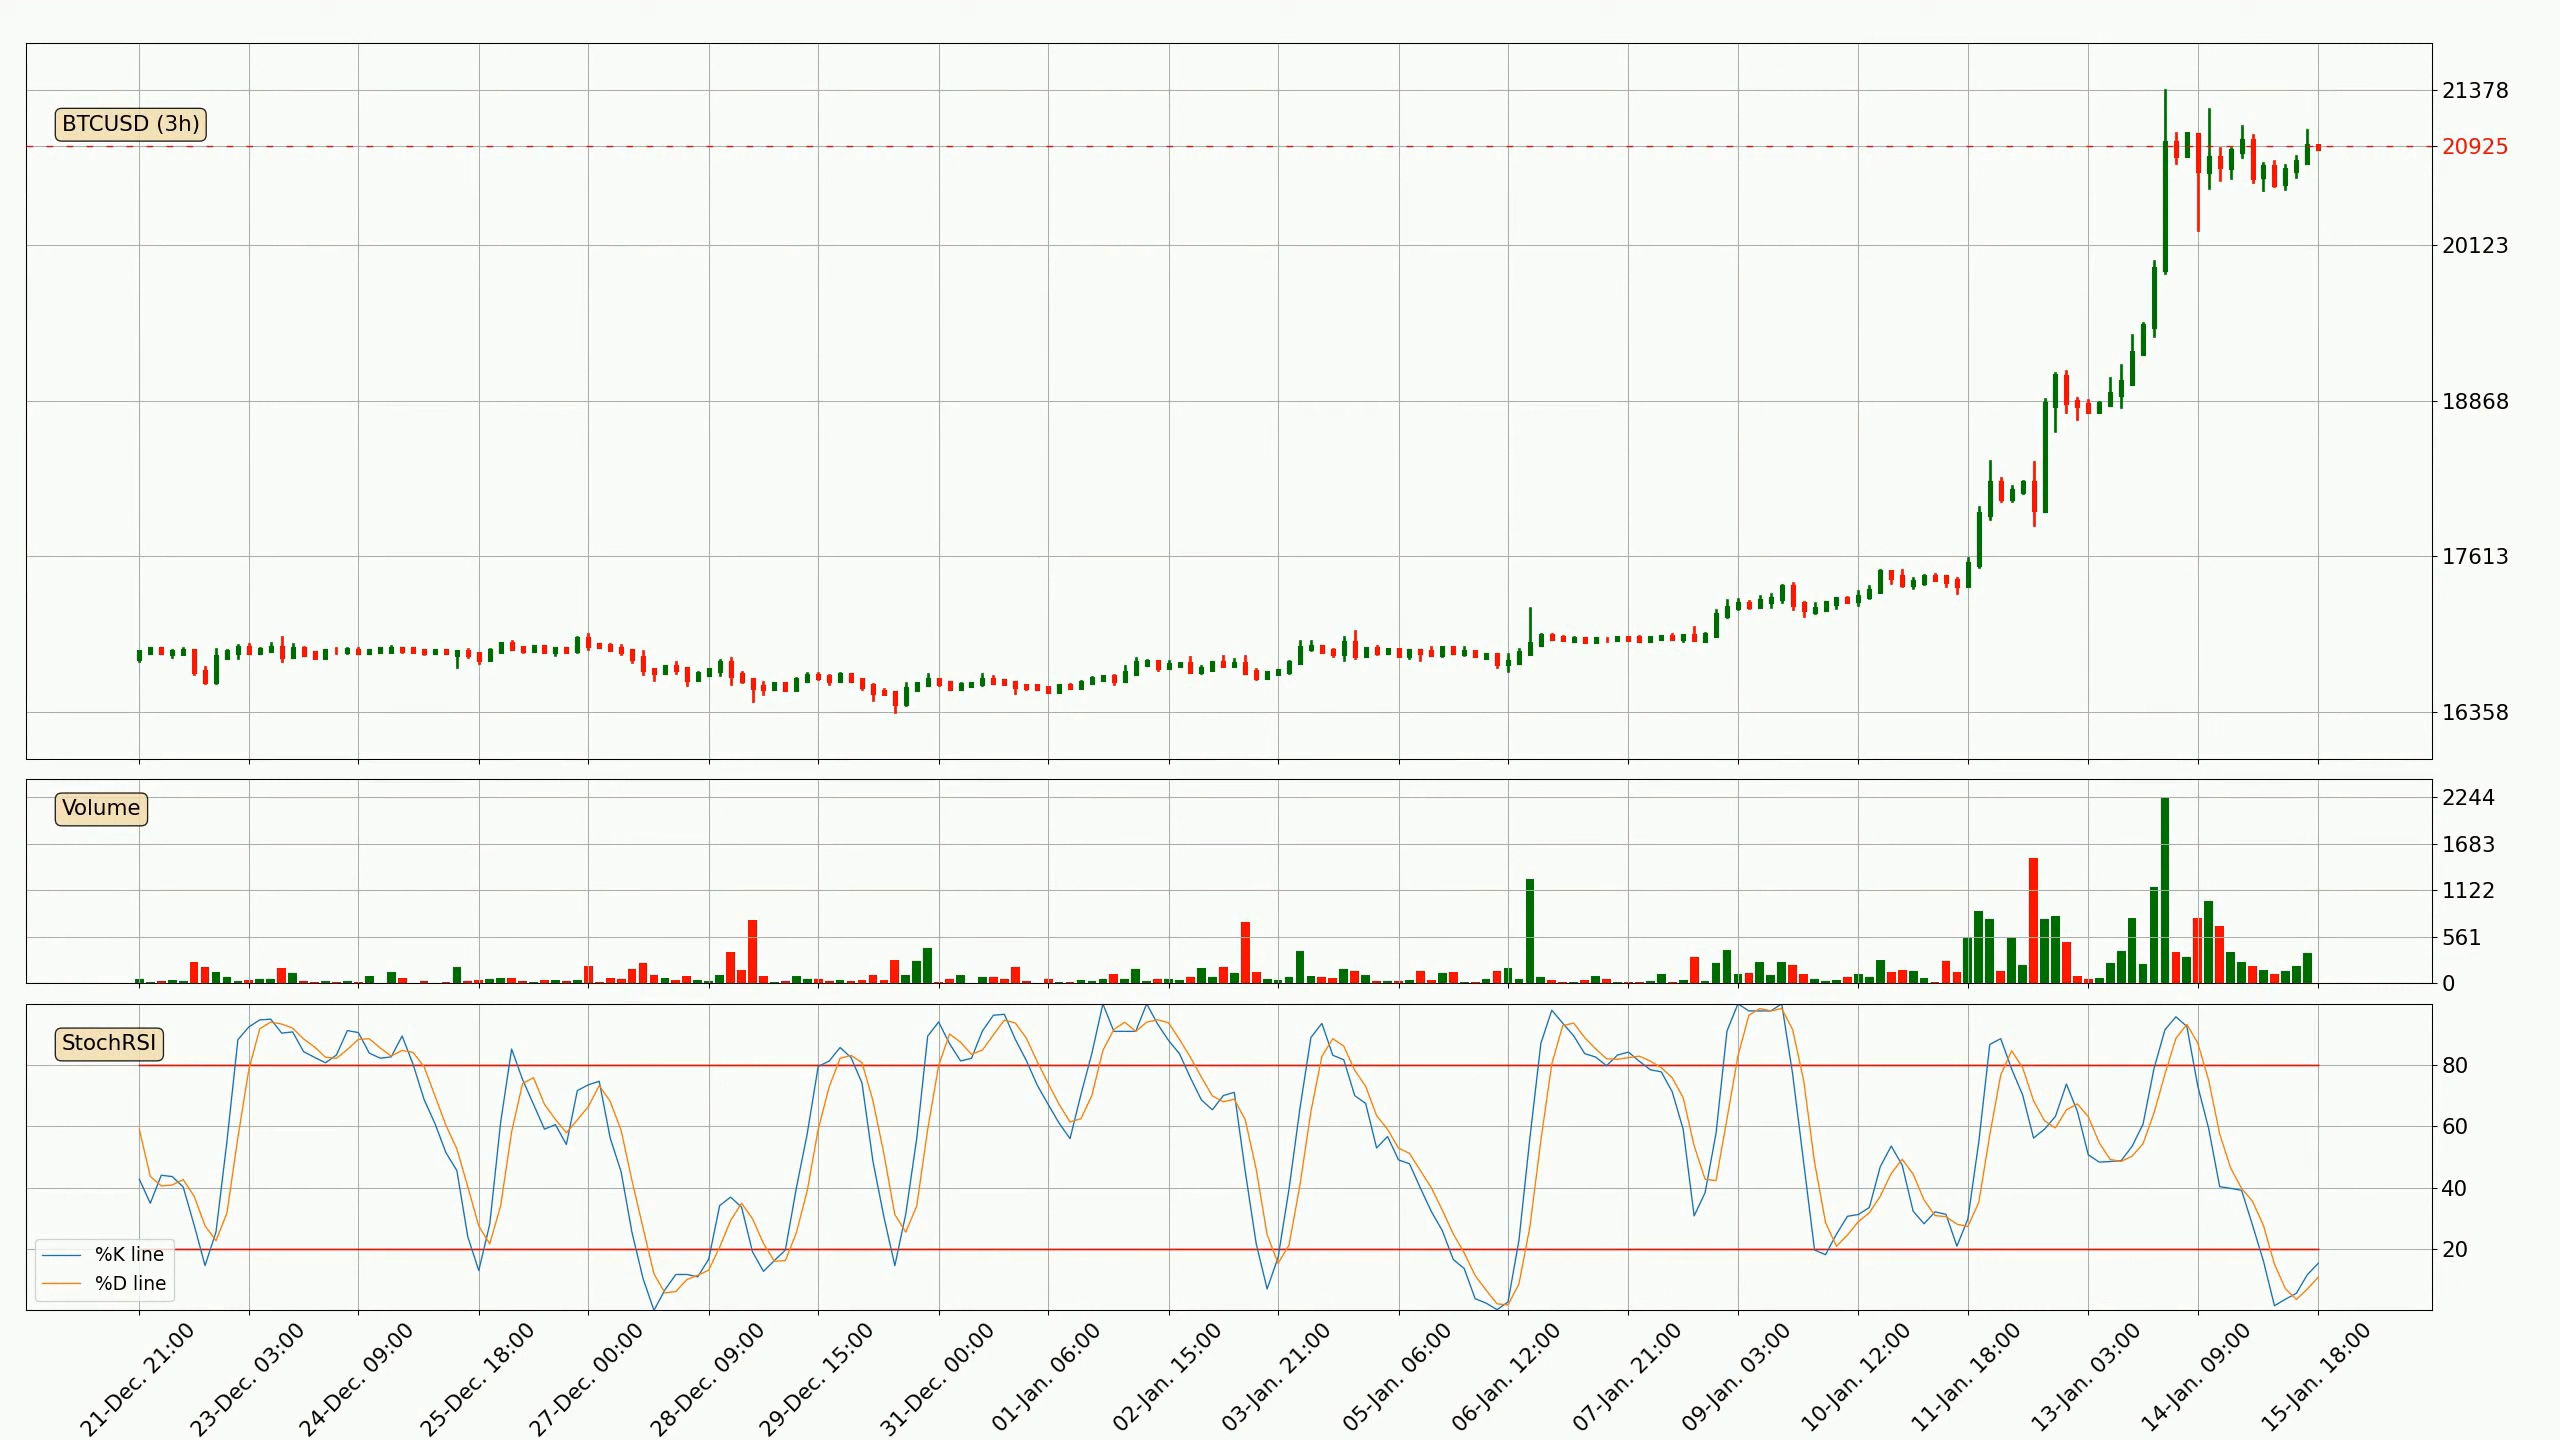 BTCUSD (3h)
21378
20925
20123
18868
17613
16358
Volume
2244
1683
1122
561
0
StochRSI
80
60
40
20
%K line
%D line
21-Dec. 21:00
23-Dec. 03:00
24-Dec. 09:00
25-Dec. 18:00
27-Dec. 00:00
28-Dec. 09:00
29-Dec. 15:00
31-Dec. 00:00
01-Jan. 06:00
02-Jan. 15:00
03-Jan. 21:00
05-Jan. 06:00
06-Jan. 12:00
07-Jan. 21:00
09-Jan. 03:00
10-Jan. 12:00
11-Jan. 18:00
13-Jan. 03:00
14-Jan. 09:00
15-Jan. 18:00